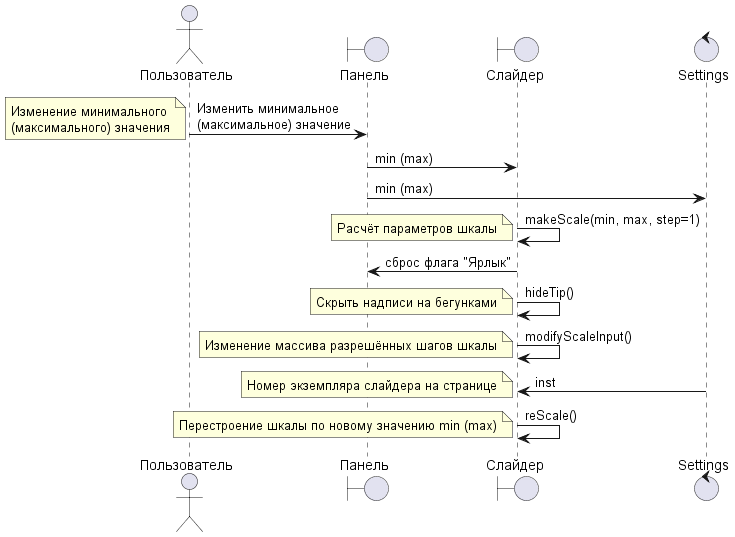 Пользователь
Панель
Слайдер
Settings
Изменение минимального
(максимального) значения
Изменить минимальное
(максимальное) значение
min (max)
min (max)
Расчёт параметров шкалы
makeScale(min, max, step=1)
сброс флага "Ярлык"
Скрыть надписи на бегунками
hideTip()
Изменение массива разрешённых шагов шкалы
modifyScaleInput()
Номер экземпляра слайдера на странице
inst
Перестроение шкалы по новому значению min (max)
reScale()
Пользователь
Панель
Слайдер
Settings